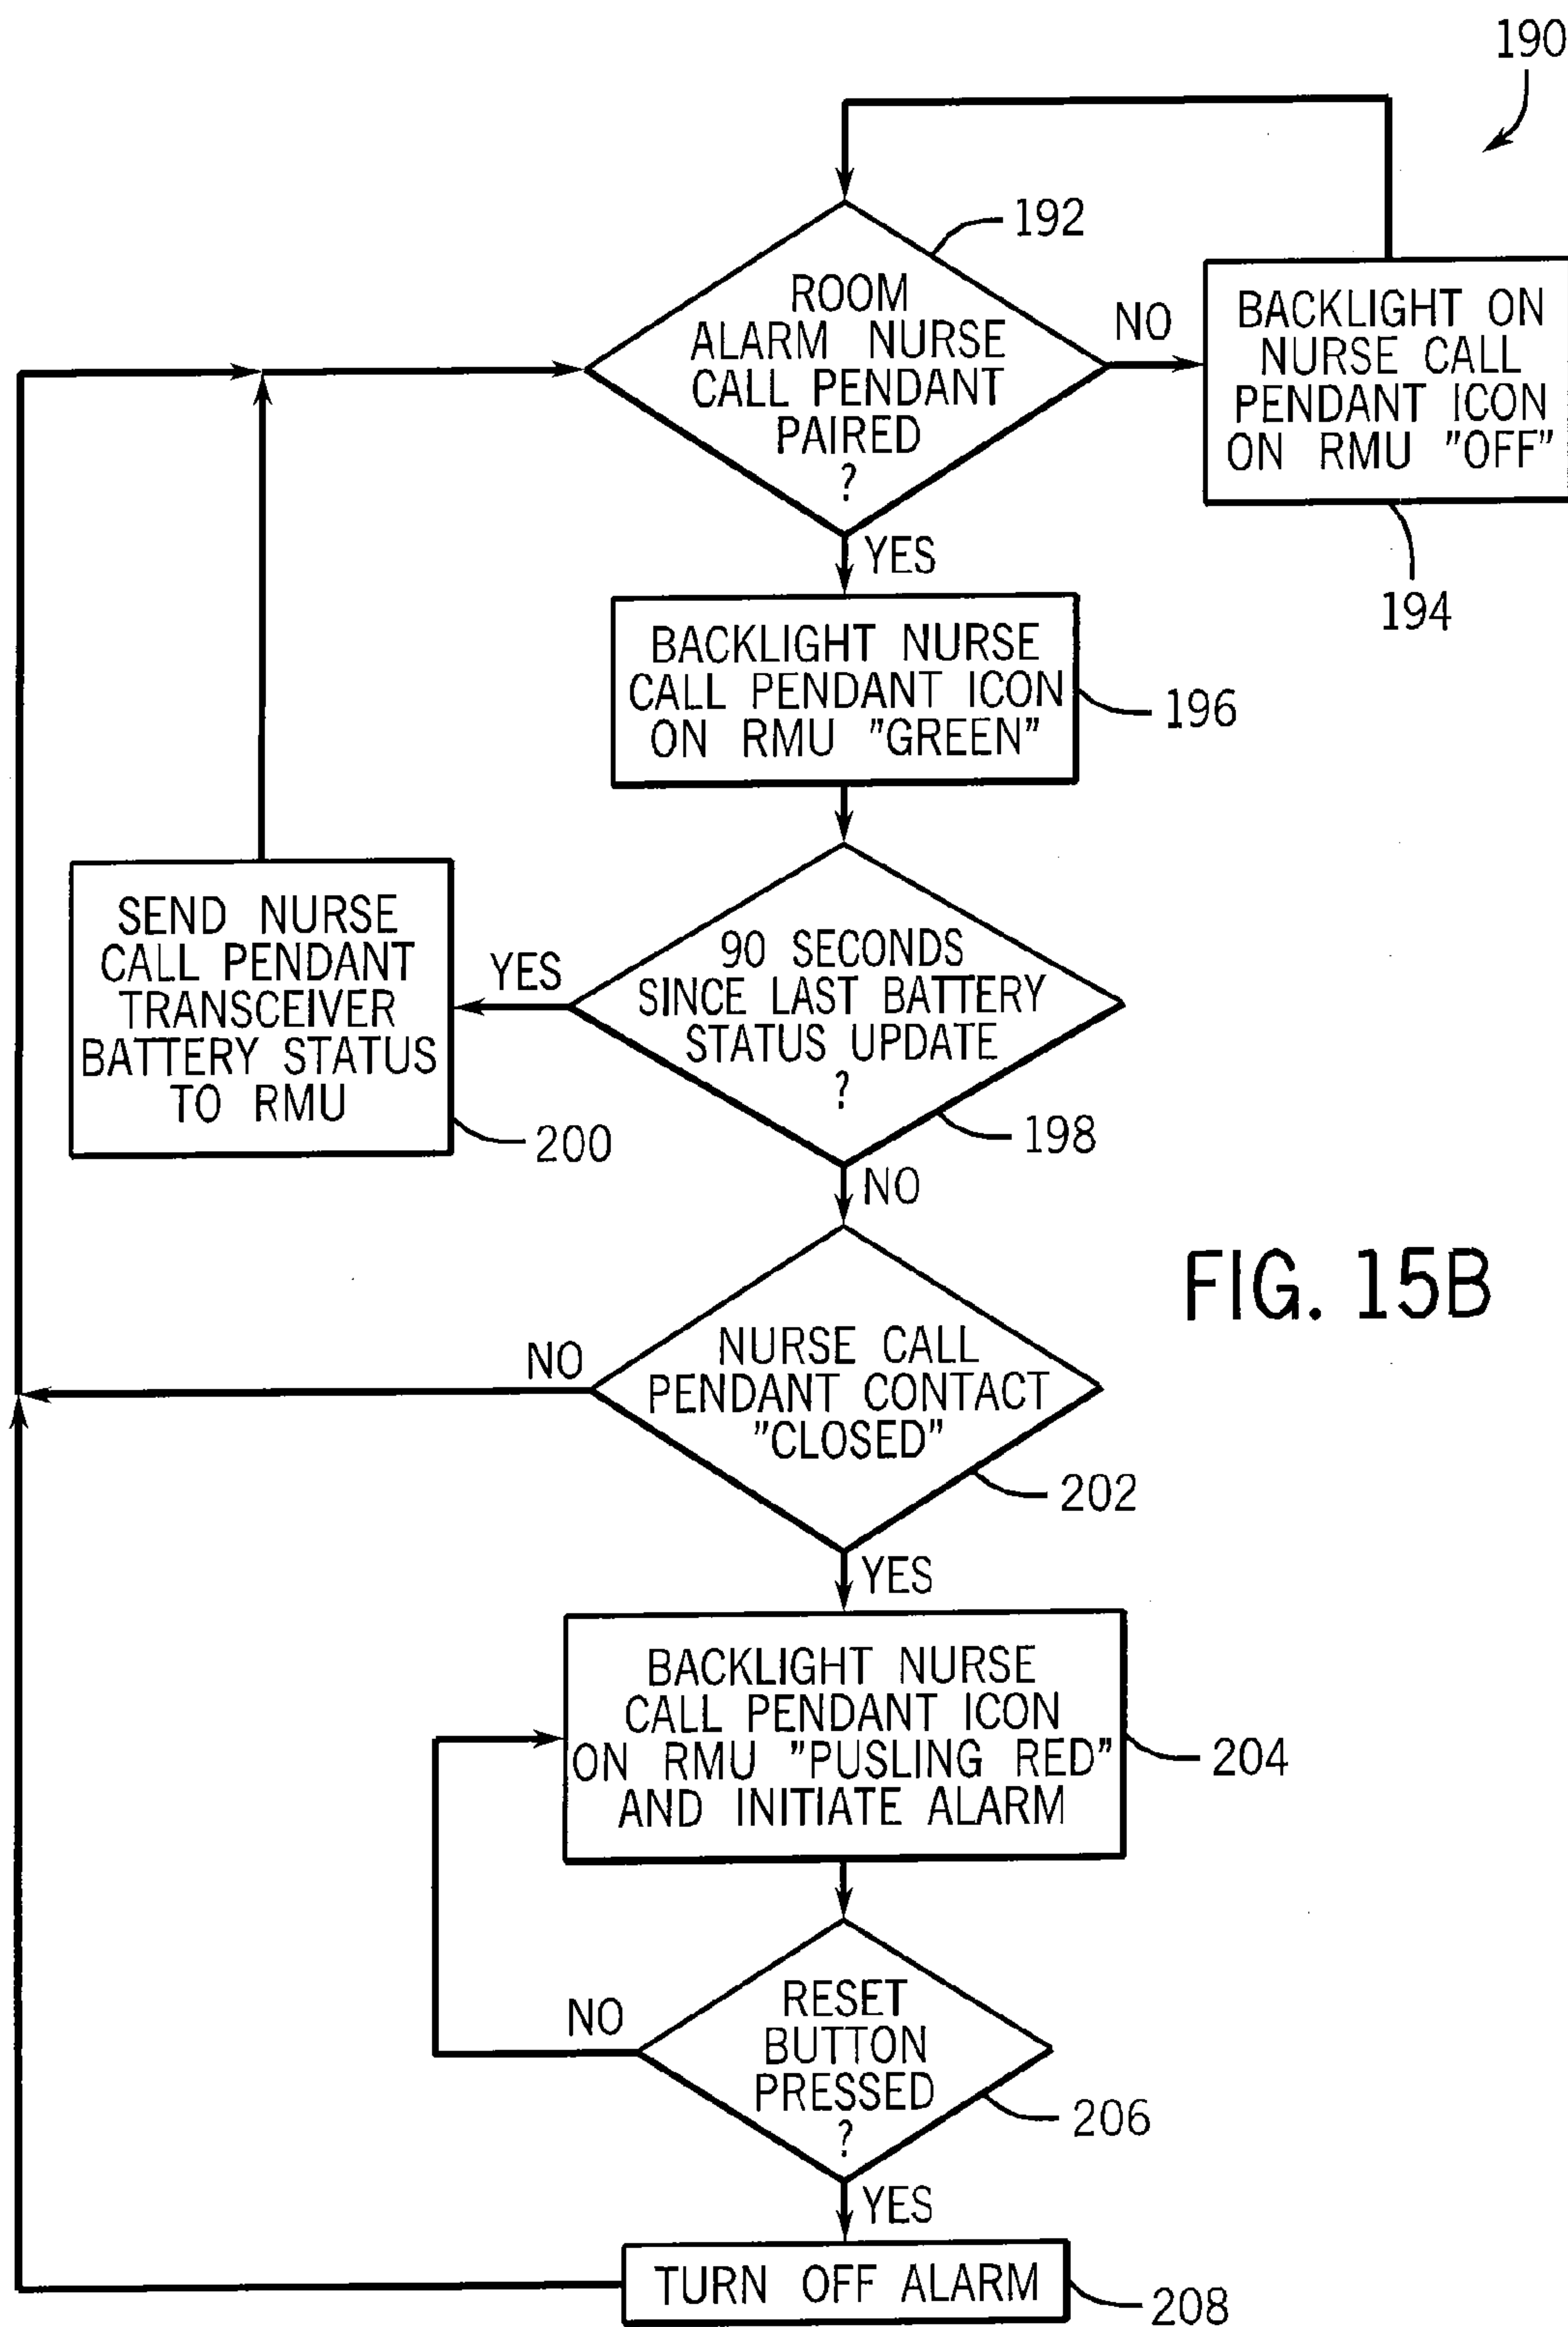 190
192
ROOM
ALARM NURSE
CALL PENDANT
PAIRED
?
NO
BACKLIGHT ON
NURSE CALL
PENDANT ICON
ON RMU "OFF"
194
YES
BACKLIGHT NURSE
CALL PENDANT ICON
ON RMU "GREEN"
196
SEND NURSE
CALL PENDANT
TRANSCEIVER
BATTERY STATUS
TO RMU
200
YES
90 SECONDS
SINCE LAST BATTERY
STATUS UPDATE
?
198
NO
FIG. 15B
NO
NURSE CALL
PENDANT CONTACT
"CLOSED"
202
YES
BACKLIGHT NURSE
CALL PENDANT ICON
ON RMU "PUSLING RED"
AND INITIATE ALARM
204
NO
RESET
BUTTON
PRESSED
?
206
YES
TURN OFF ALARM
208